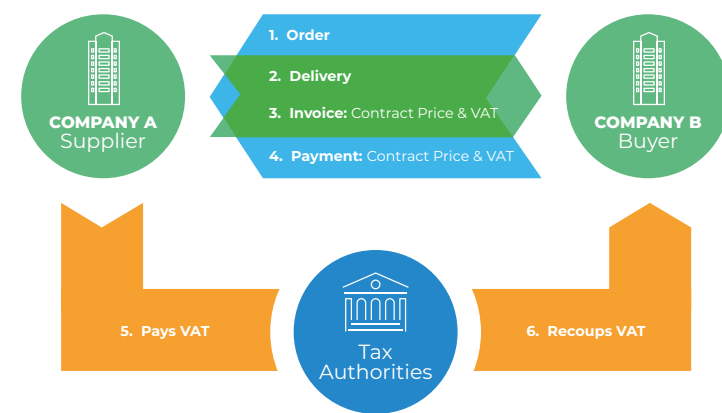 COMPANY A
Supplier
1. Order
2. Delivery
3. Invoice: Contract Price & VAT
4. Payment: Contract Price & VAT
COMPANY B
Buyer
5. Pays VAT
Tax
Authorities
6. Recoups VAT